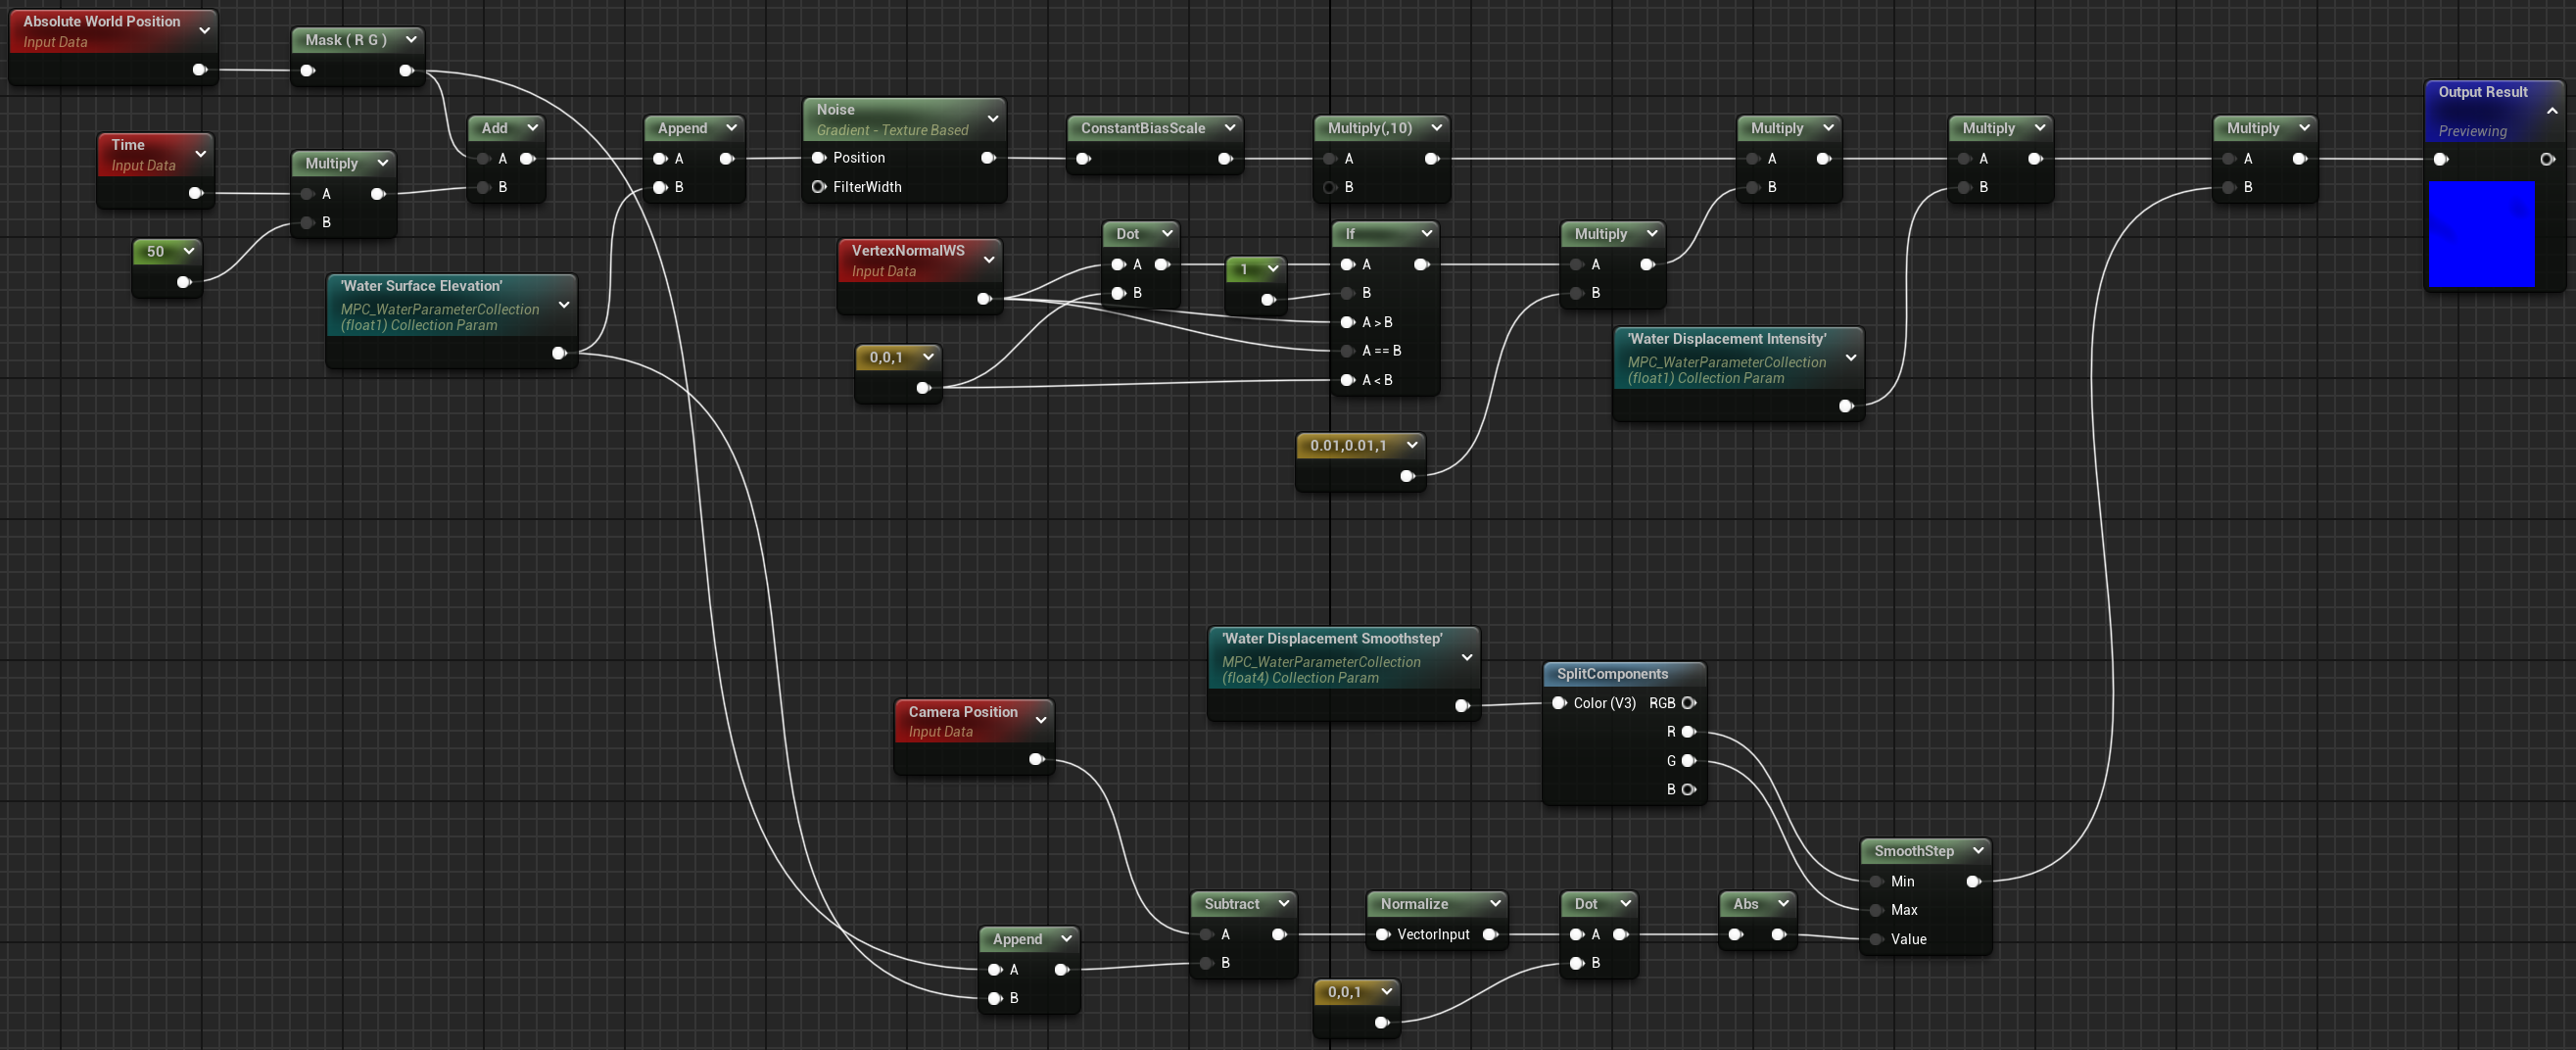 Absolute World Position
Input Data
Mask ( R G )
Time
Input Data
Multiply
A
B
50
Add
A
B
'Water Surface Elevation'
MPC_WaterParameterCollection
(float1) Collection Param
Append
A
B
Noise
Gradient - Texture Based
Position
FilterWidth
ConstantBiasScale
Multiply(,10)
A
B
VertexNormalWS
Input Data
0,0,1
Dot
A
B
1
If
A
B
A > B
A == B
A < B
0.01,0.01,1
Multiply
A
B
Multiply
A
B
'Water Displacement Intensity'
MPC_WaterParameterCollection
(float1) Collection Param
Multiply
A
B
Multiply
A
B
Output Result
Previewing
'Water Displacement Smoothstep'
MPC_WaterParameterCollection
(float4) Collection Param
SplitComponents
Color (V3) RGB
R
G
B
Camera Position
Input Data
Append
A
B
Subtract
A
B
Normalize
VectorInput
0,0,1
Dot
A
B
Abs
SmoothStep
Min
Max
Value